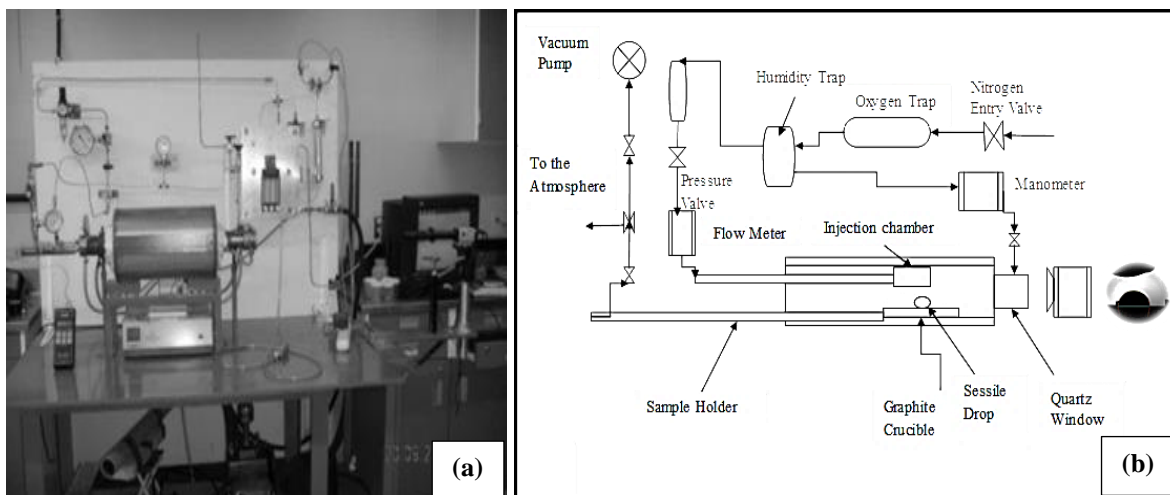 (a)
Vacuum
Pump
Humidity Trap
Oxygen Trap
Nitrogen
Entry Valve
To the
Atmosphere
Pressure
Valve
Manometer
Flow Meter
Injection chamber
Sample Holder
Graphite
Crucible
Sessile
Drop
Quartz
Window
(b)